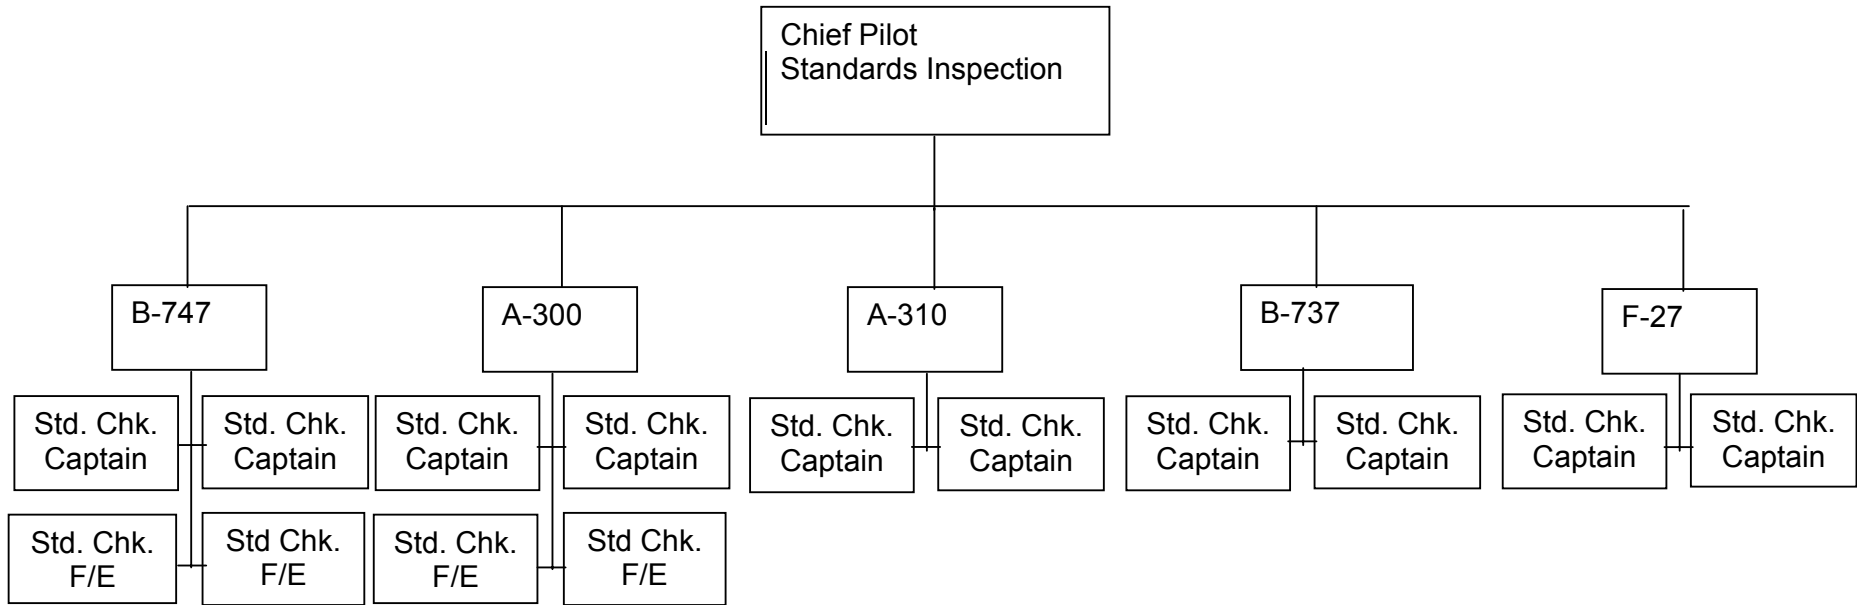 Chief Pilot
Standards Inspection
B-747
A-300
A-310
B-737
F-27
Std. Chk.
Captain
Std. Chk.
Captain
Std. Chk.
Captain
Std. Chk.
Captain
Std. Chk.
Captain
Std. Chk.
Captain
Std. Chk.
Captain
Std. Chk.
Captain
Std. Chk.
Captain
Std. Chk.
Captain
Std. Chk.
F/E
Std Chk.
F/E
Std. Chk.
F/E
Std Chk.
F/E